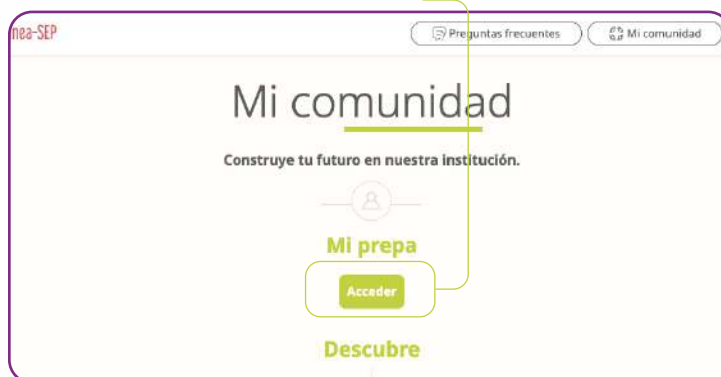 nea-SEP
Preguntas frecuentes
Mi comunidad
Mi comunidad
Construye tu futuro en nuestra institución.
Mi prepa
Acceder
Descubre